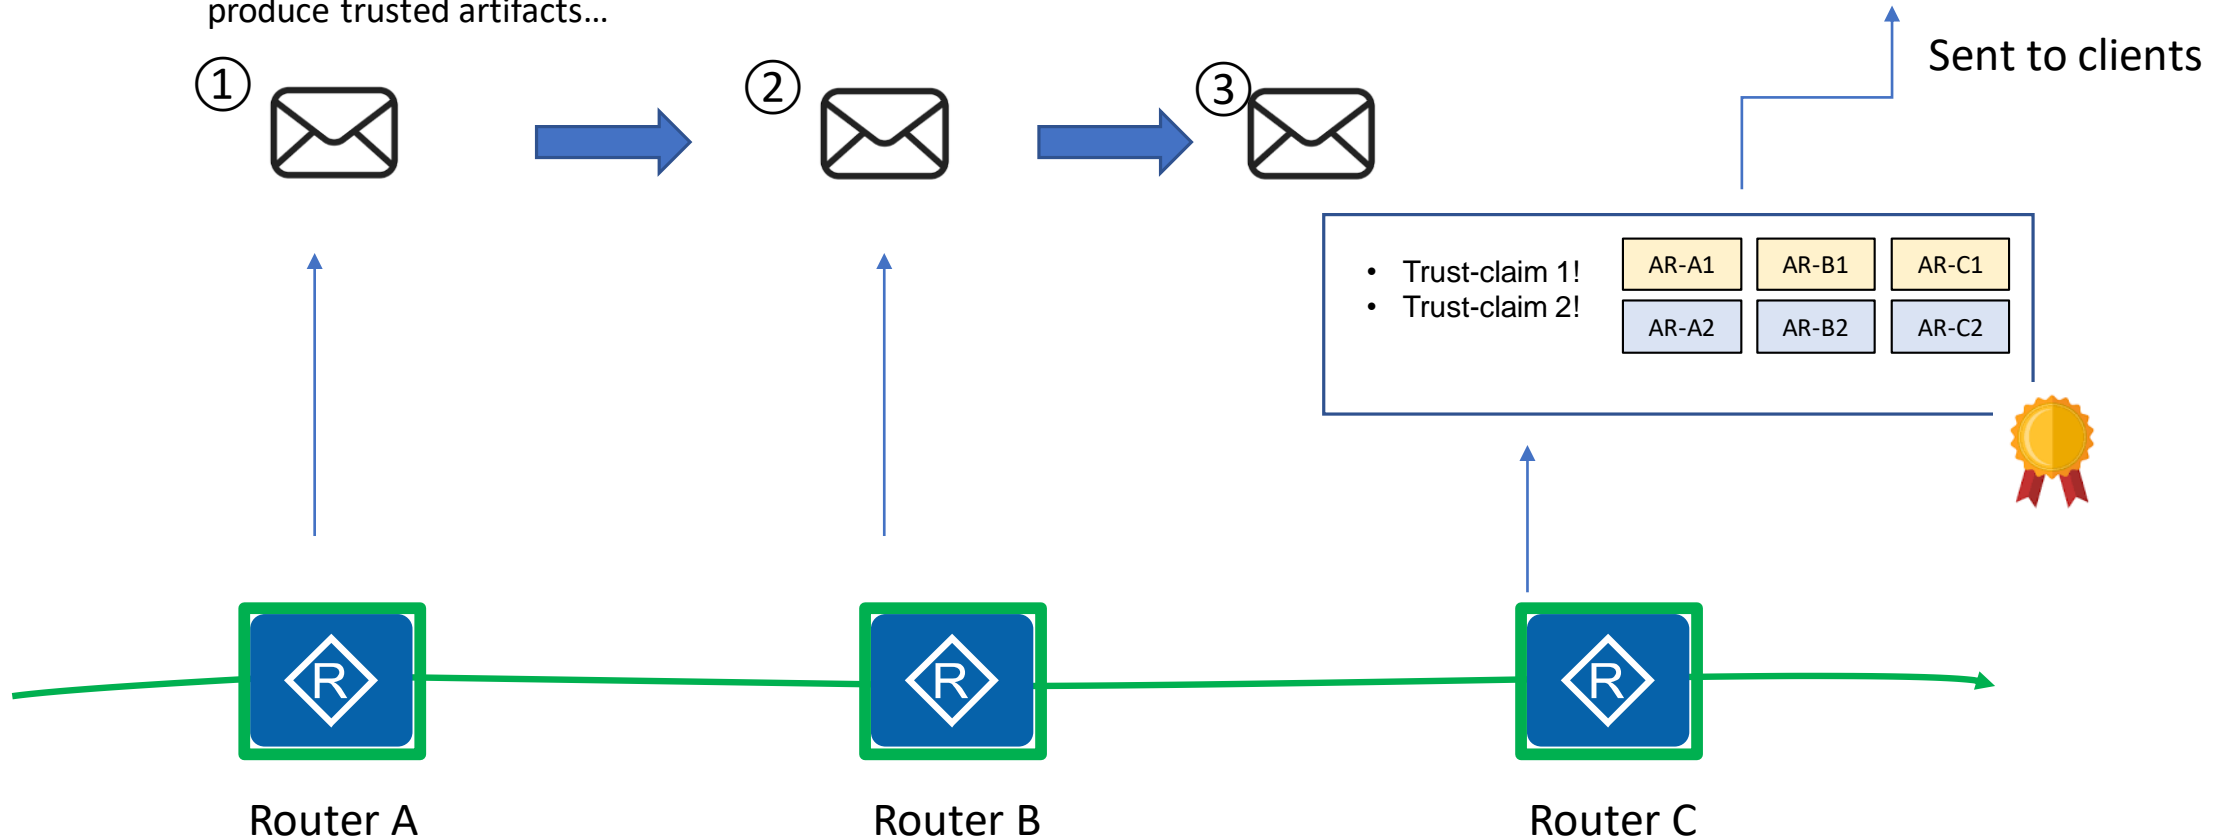 produce trusted artifacts...
Sent to clients
①
②
③
• Trust-claim 1!
• Trust-claim 2!
AR-A1
AR-B1
AR-C1
AR-A2
AR-B2
AR-C2
R
R
R
Router A
Router B
Router C